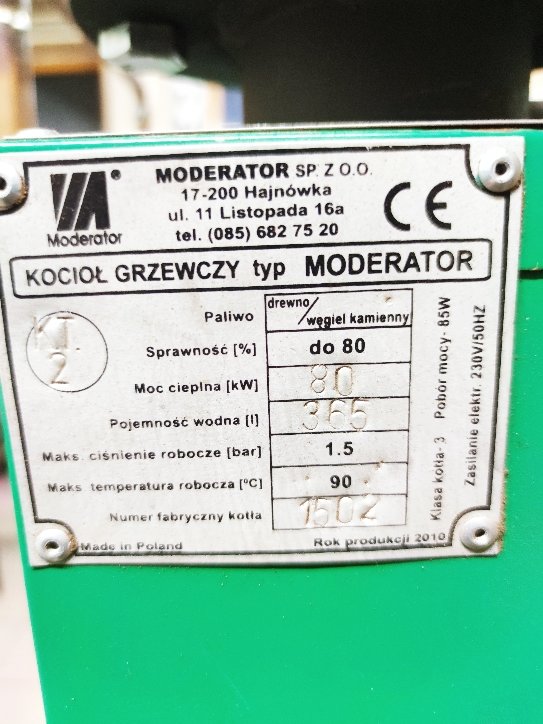 MODERATOR SP. Z O.O.
17-200 Hajnówka
ul. 11 Listopada 16a
tel. (085) 682 75 20
Moderator
CE
KOCIOŁ GRZEWCZY typ MODERATOR
KT.
2
Paliwo drewno/węgiel kamienny
Sprawność [%] do 80
Moc cieplna [kW] 80
Pojemność wodna [l] 365
Maks. ciśnienie robocze [bar] 1.5
Maks. temperatura robocza [ºC] 90
Numer fabryczny kotła 1502
Klasa kotła- 3 Pobór mocy- 85W
Zasilanie elektr. 230V/50HZ
Made in Poland
Rok produkcji 2010